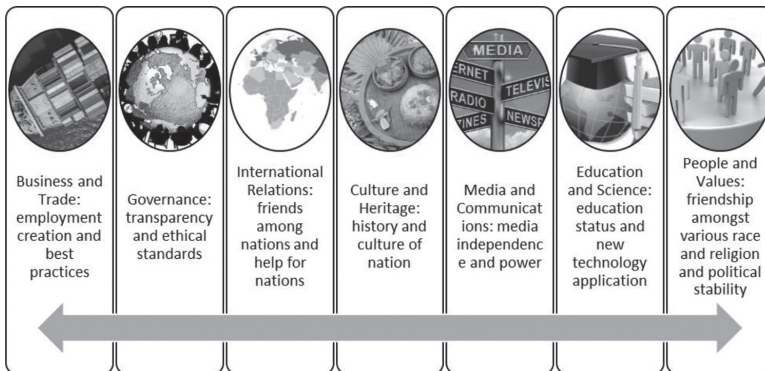 Business and
Trade:
employment
creation and
best
practices
Governance:
transparency
and ethical
standards
International
Relations:
friends
among
nations and
help for
nations
Culture and
Heritage:
history and
culture of
nation
MEDIA
ERNET
TELEVIS
RADIO
ZINES
NEWSP
Media and
Communicat
ions: media
independenc
e and power
Education
and Science:
education
status and
new
technology
application
People and
Values:
friendship
amongst
various race
and religion
and political
stability